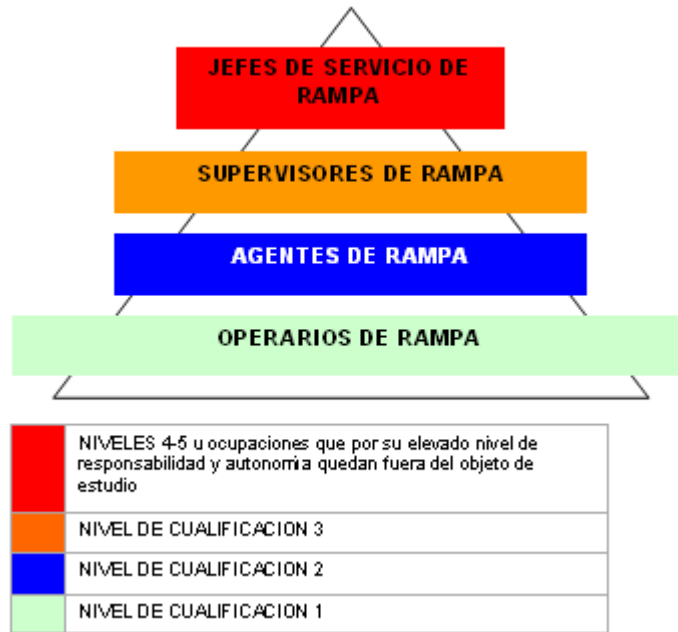 JEFES DE SERVICIO DE
RAMPA
SUPERVISORES DE RAMPA
AGENTES DE RAMPA
OPERARIOS DE RAMPA
NIVELES 4-5 u ocupaciones que por su elevado nivel de
responsabilidad y autonomia quedan fuera del objeto de
estudio
NIVEL DE CUALIFICACION 3
NIVEL DE CUALIFICACION 2
NIVEL DE CUALIFICACION 1